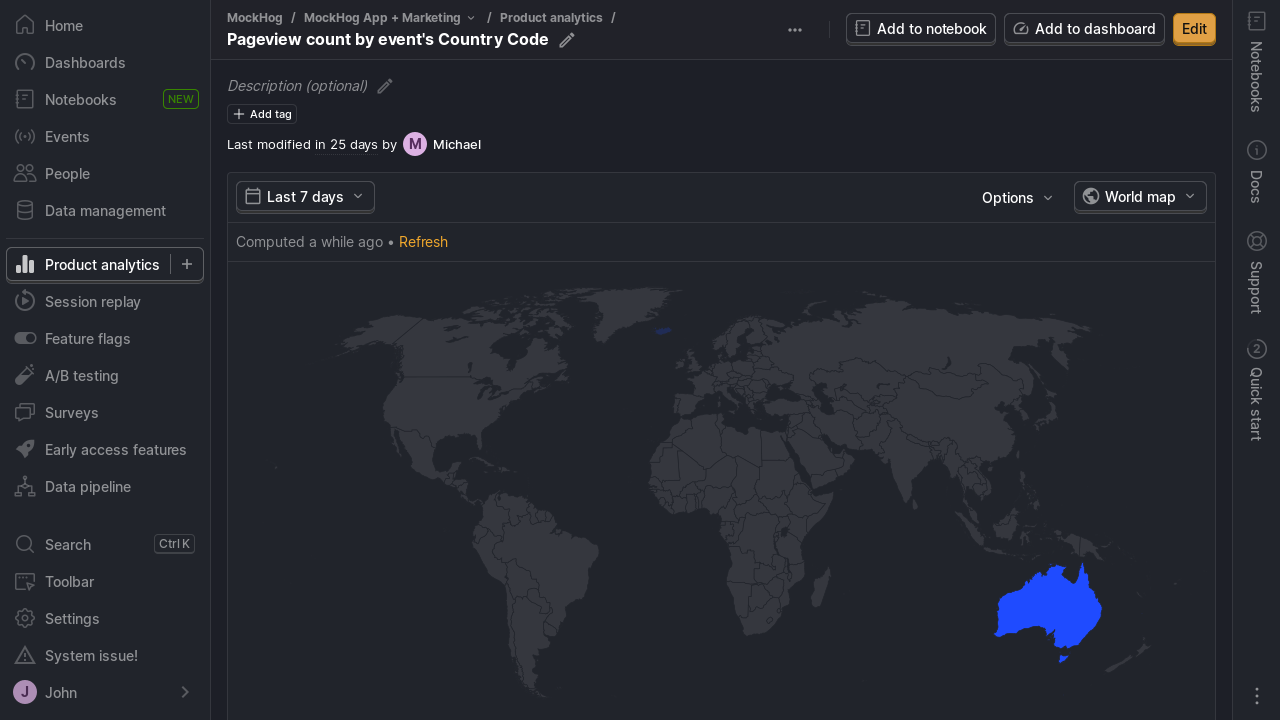 Home
Dashboards
Notebooks NEW
Events
People
Data management
Product analytics
Session replay
Feature flags
A/B testing
Surveys
Early access features
Data pipeline
Search Ctrl K
Toolbar
Settings
System issue!
J John
MockHog / MockHog App + Marketing / Product analytics /
Pageview count by event's Country Code
Add to notebook
Add to dashboard
Edit
Description (optional)
Add tag
Last modified in 25 days by M Michael
Last 7 days
Options
World map
Computed a while ago • Refresh
Notebooks
Docs
Support
2 Quick start